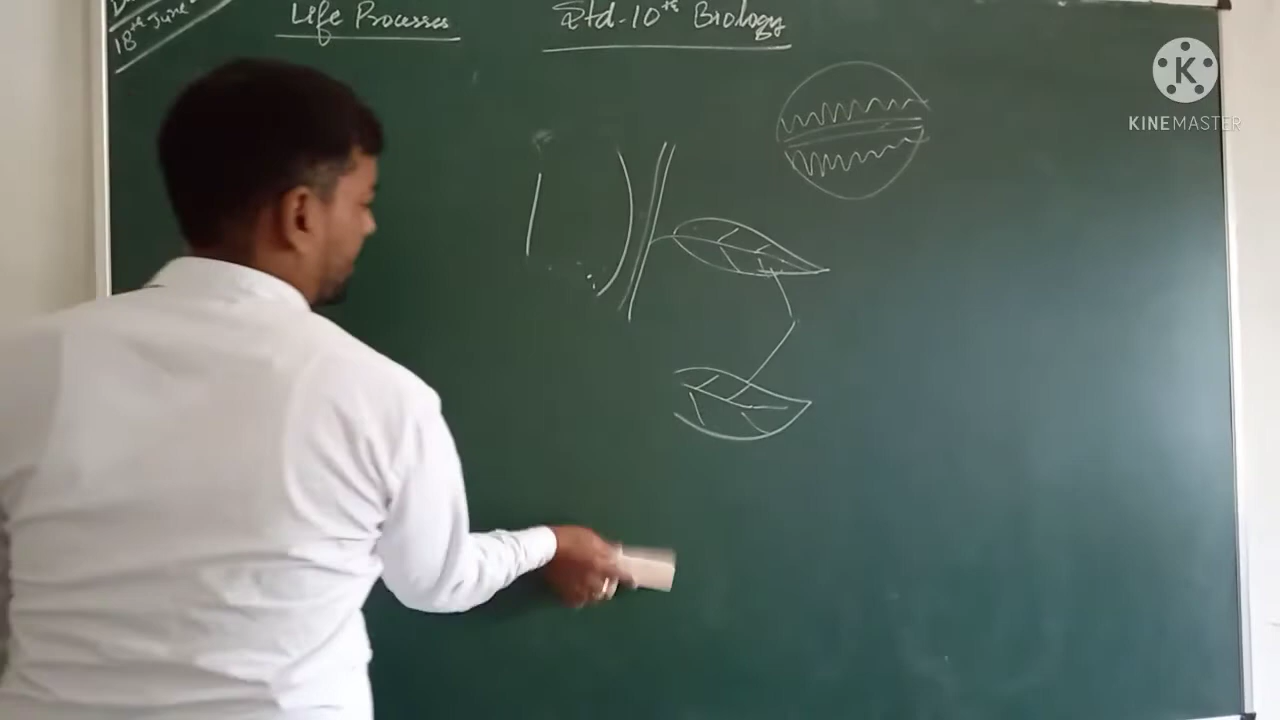 18th June
Life Processes
Std-10th Biology
K
KINEMASTER